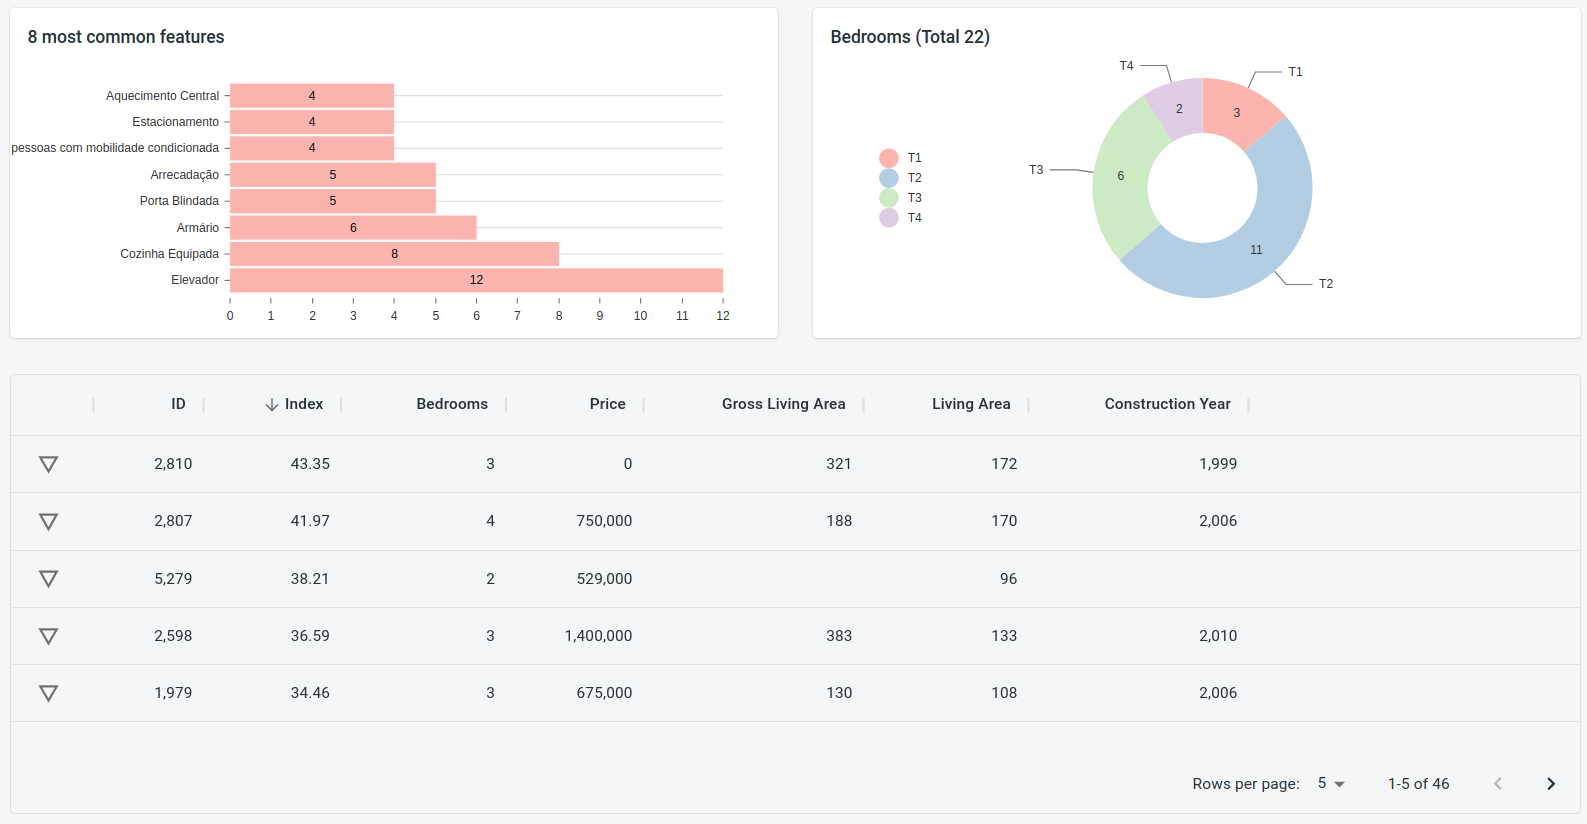 8 most common features
Aquecimento Central
4
Estacionamento
4
pessoas com mobilidade condicionada
4
Arrecadação
5
Porta Blindada
5
Armário
6
Cozinha Equipada
8
Elevador
12
0 1 2 3 4 5 6 7 8 9 10 11 12
Bedrooms (Total 22)
T1
T2
T3
T4
T4
T1
2
3
T3
6
11
T2
ID Index Bedrooms Price Gross Living Area Living Area Construction Year
2,810 43.35 3 0 321 172 1,999
2,807 41.97 4 750,000 188 170 2,006
5,279 38.21 2 529,000 96
2,598 36.59 3 1,400,000 383 133 2,010
1,979 34.46 3 675,000 130 108 2,006
Rows per page: 5 1-5 of 46